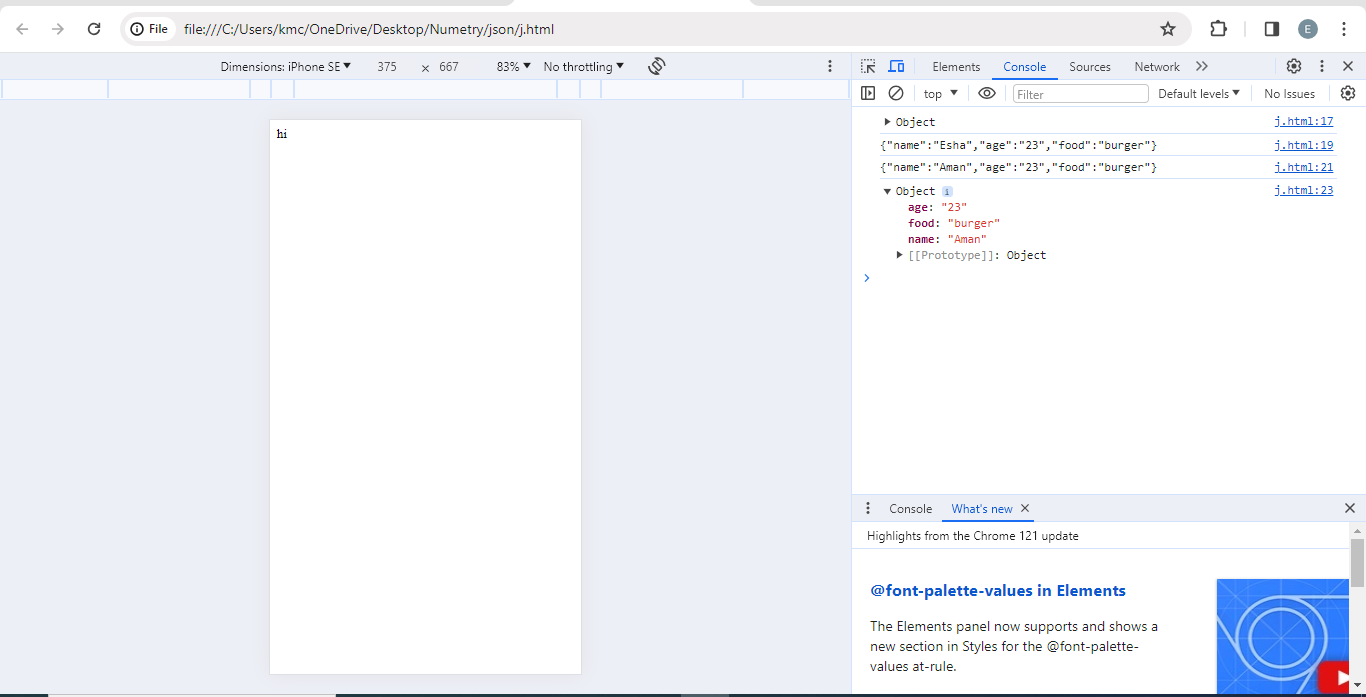 File file:///C:/Users/kmc/OneDrive/Desktop/Numetry/json/j.html E
Dimensions: iPhone SE 375 × 667 83% No throttling
Elements Console Sources Network
top Filter Default levels No Issues
hi
Object j.html:17
{"name":"Esha","age":"23","food":"burger"} j.html:19
{"name":"Aman","age":"23","food":"burger"} j.html:21
Object i j.html:23
age: "23"
food: "burger"
name: "Aman"
[[Prototype]]: Object
Console What's new
Highlights from the Chrome 121 update
@font-palette-values in Elements
The Elements panel now supports and shows a
new section in Styles for the @font-palette-
values at-rule.